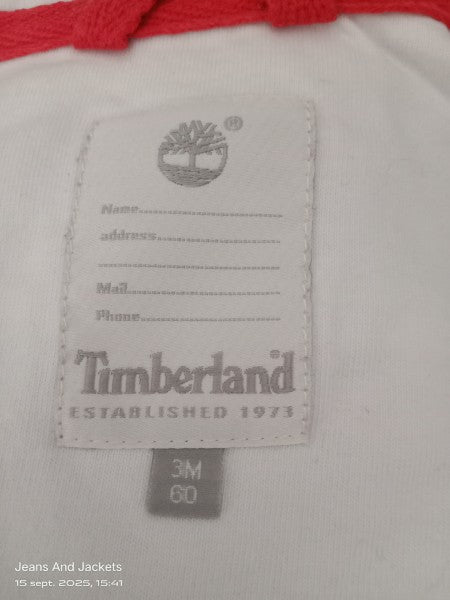 ®
Name
address
Mail
Phone
Timberland
ESTABLISHED 1973
3M
60
Jeans And Jackets
15 sept. 2025, 15:41